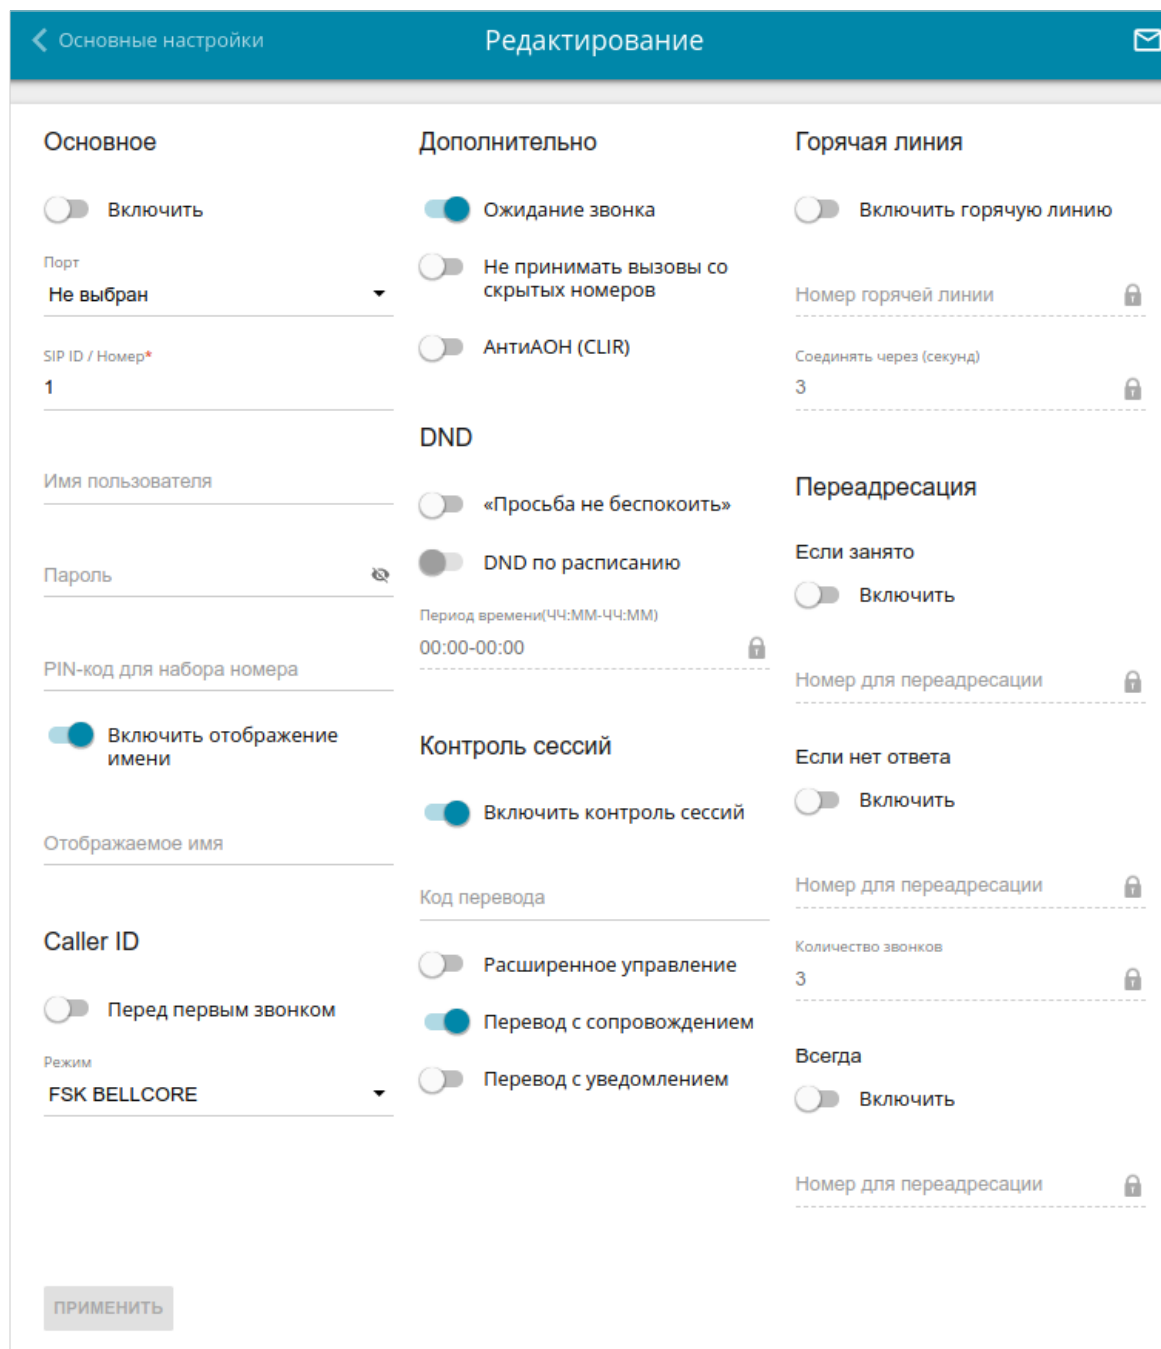 Основные настройки
Редактирование
Основное
Включить
Порт
Не выбран
SIP ID / Номер*
1
Имя пользователя
Пароль
PIN-код для набора номера
Включить отображение
имени
Отображаемое имя
Caller ID
Перед первым звонком
Режим
FSK BELLCORE
ПРИМЕНИТЬ
Дополнительно
Ожидание звонка
Не принимать вызовы со
скрытых номеров
АнтиАОН (CLIR)
DND
«Просьба не беспокоить»
DND по расписанию
Период времени(ЧЧ:ММ-ЧЧ:ММ)
00:00-00:00
Контроль сессий
Включить контроль сессий
Код перевода
Расширенное управление
Перевод с сопровождением
Перевод с уведомлением
Горячая линия
Включить горячую линию
Номер горячей линии
Соединять через (секунд)
3
Переадресация
Если занято
Включить
Номер для переадресации
Если нет ответа
Включить
Номер для переадресации
Количество звонков
3
Всегда
Включить
Номер для переадресации